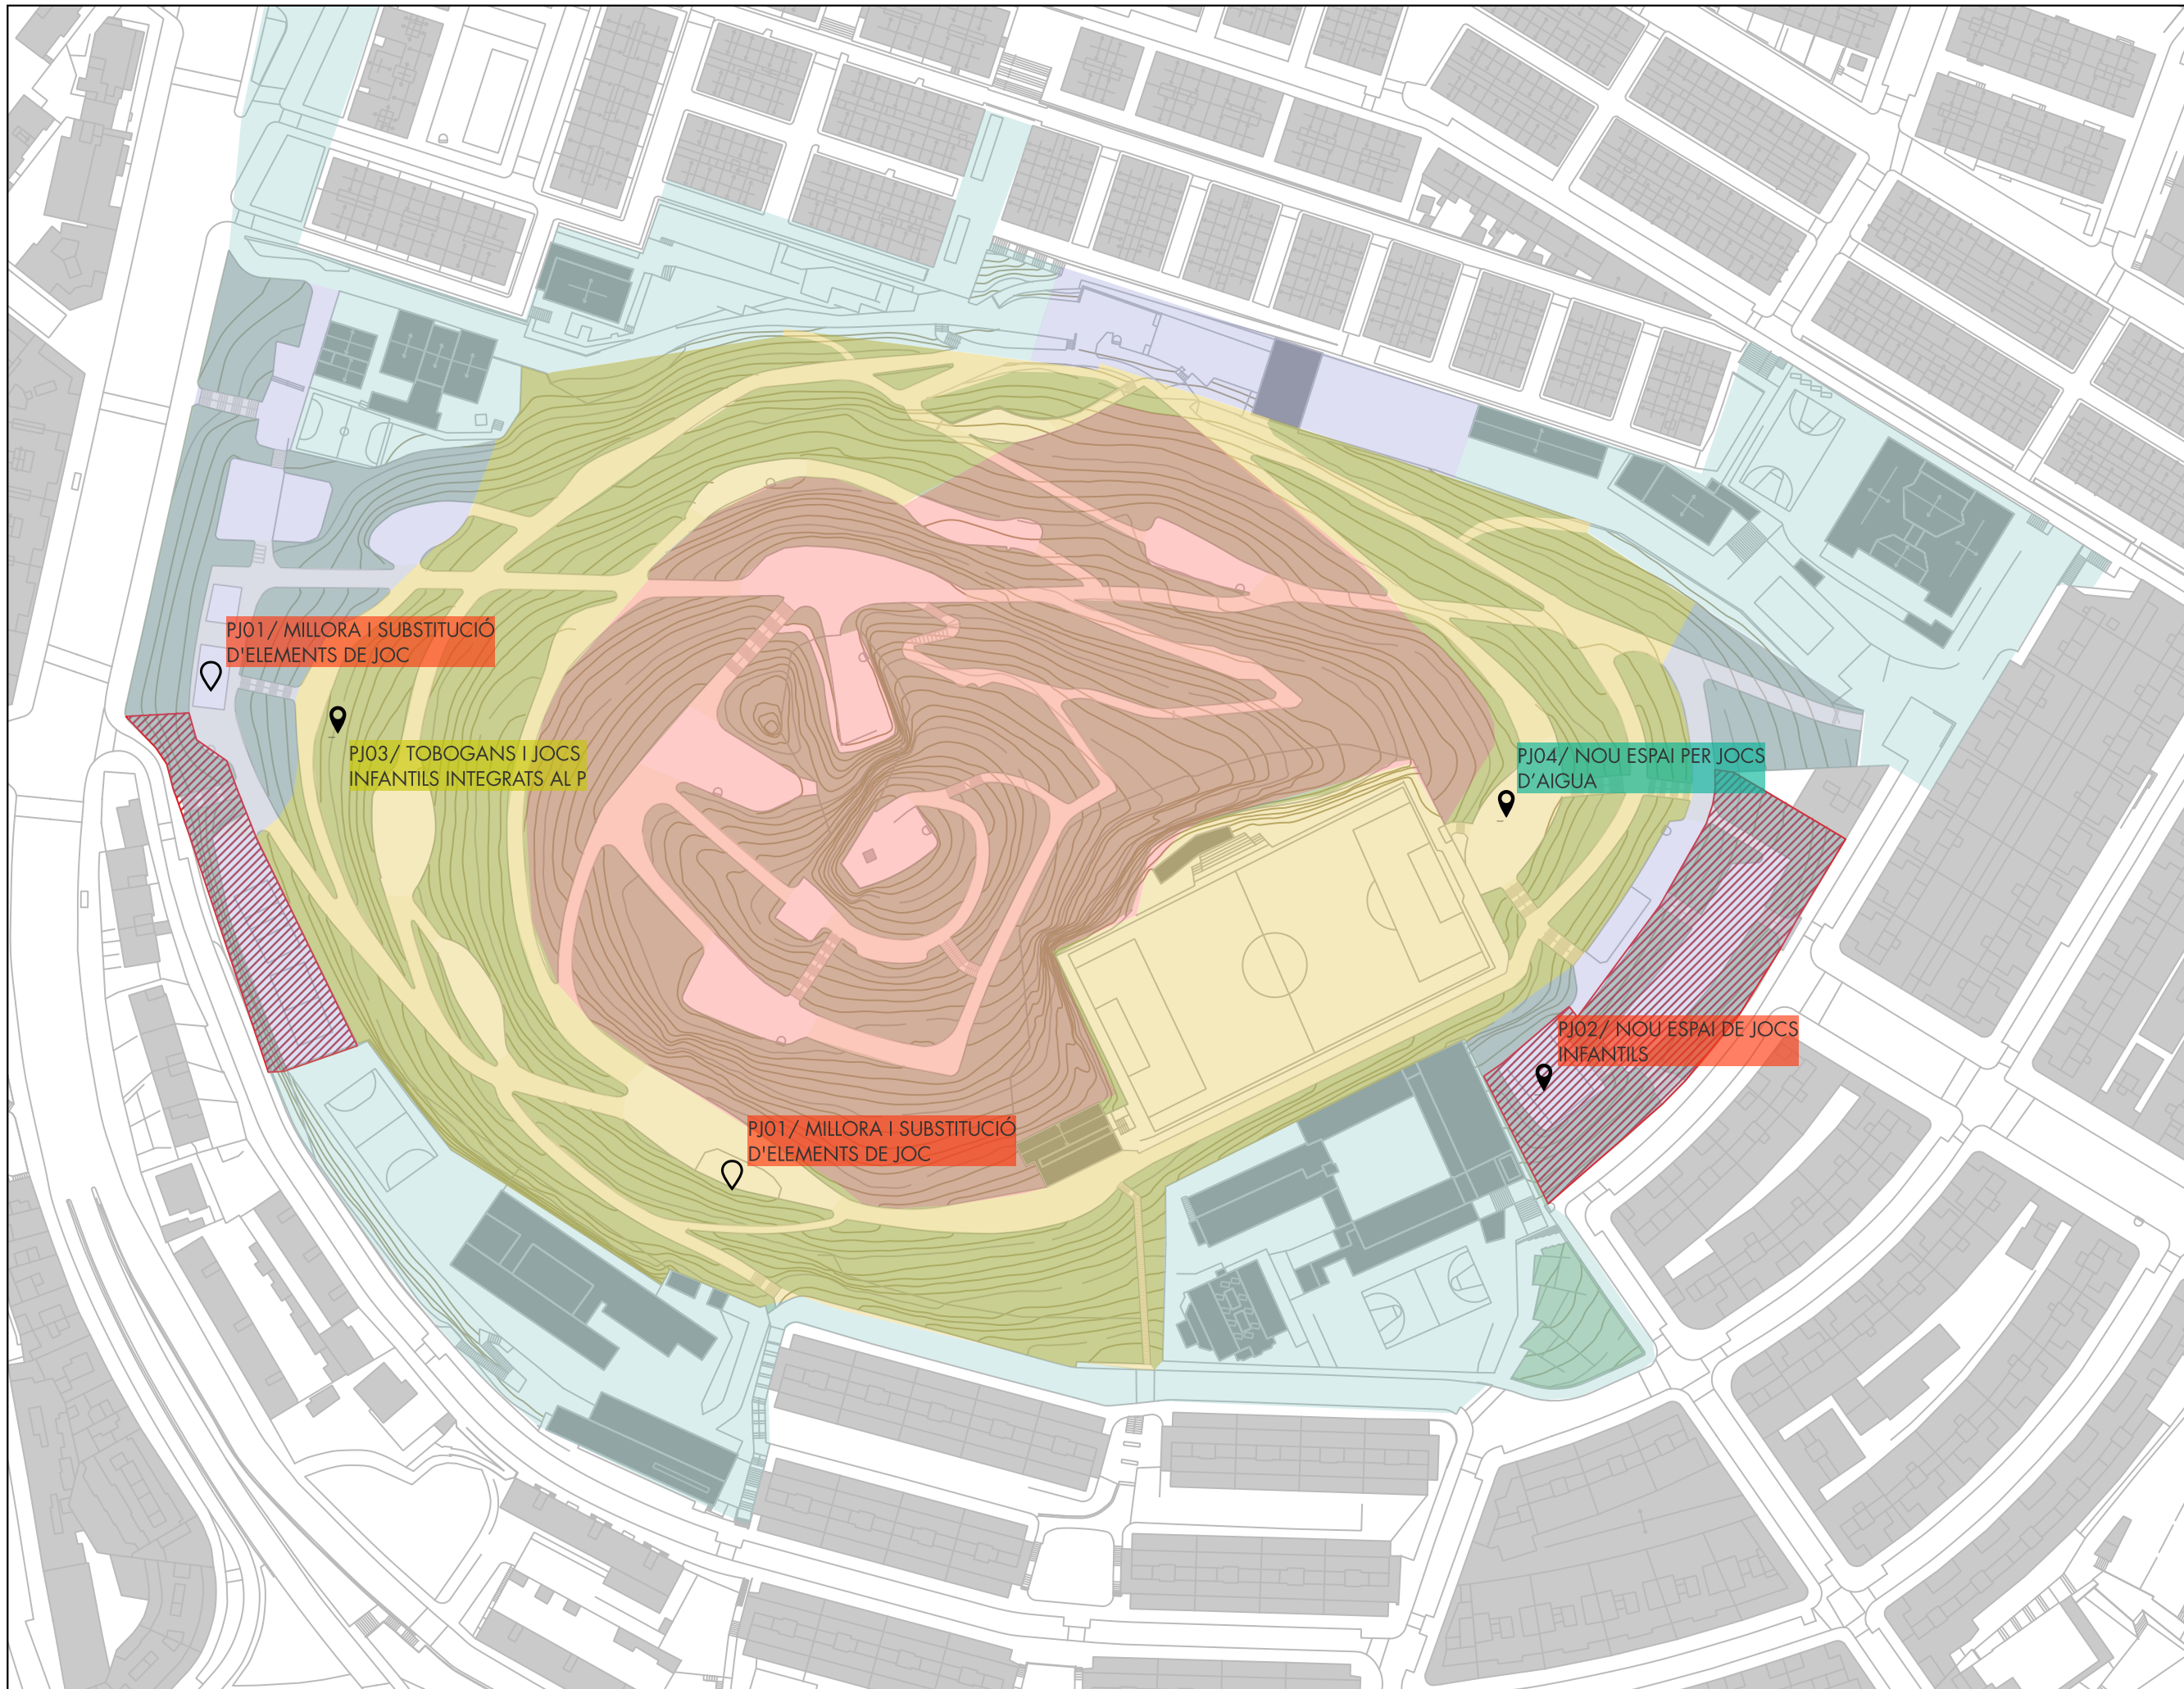 PJ01/ MILLORA I SUBSTITUCIÓ
D'ELEMENTS DE JOC
PJ03/ TOBOGANS I JOCS
INFANTILS INTEGRATS AL P
PJ04/ NOU ESPAI PER JOCS
D’AIGUA
PJ02/ NOU ESPAI DE JOCS
INFANTILS
PJ01/ MILLORA I SUBSTITUCIÓ
D'ELEMENTS DE JOC